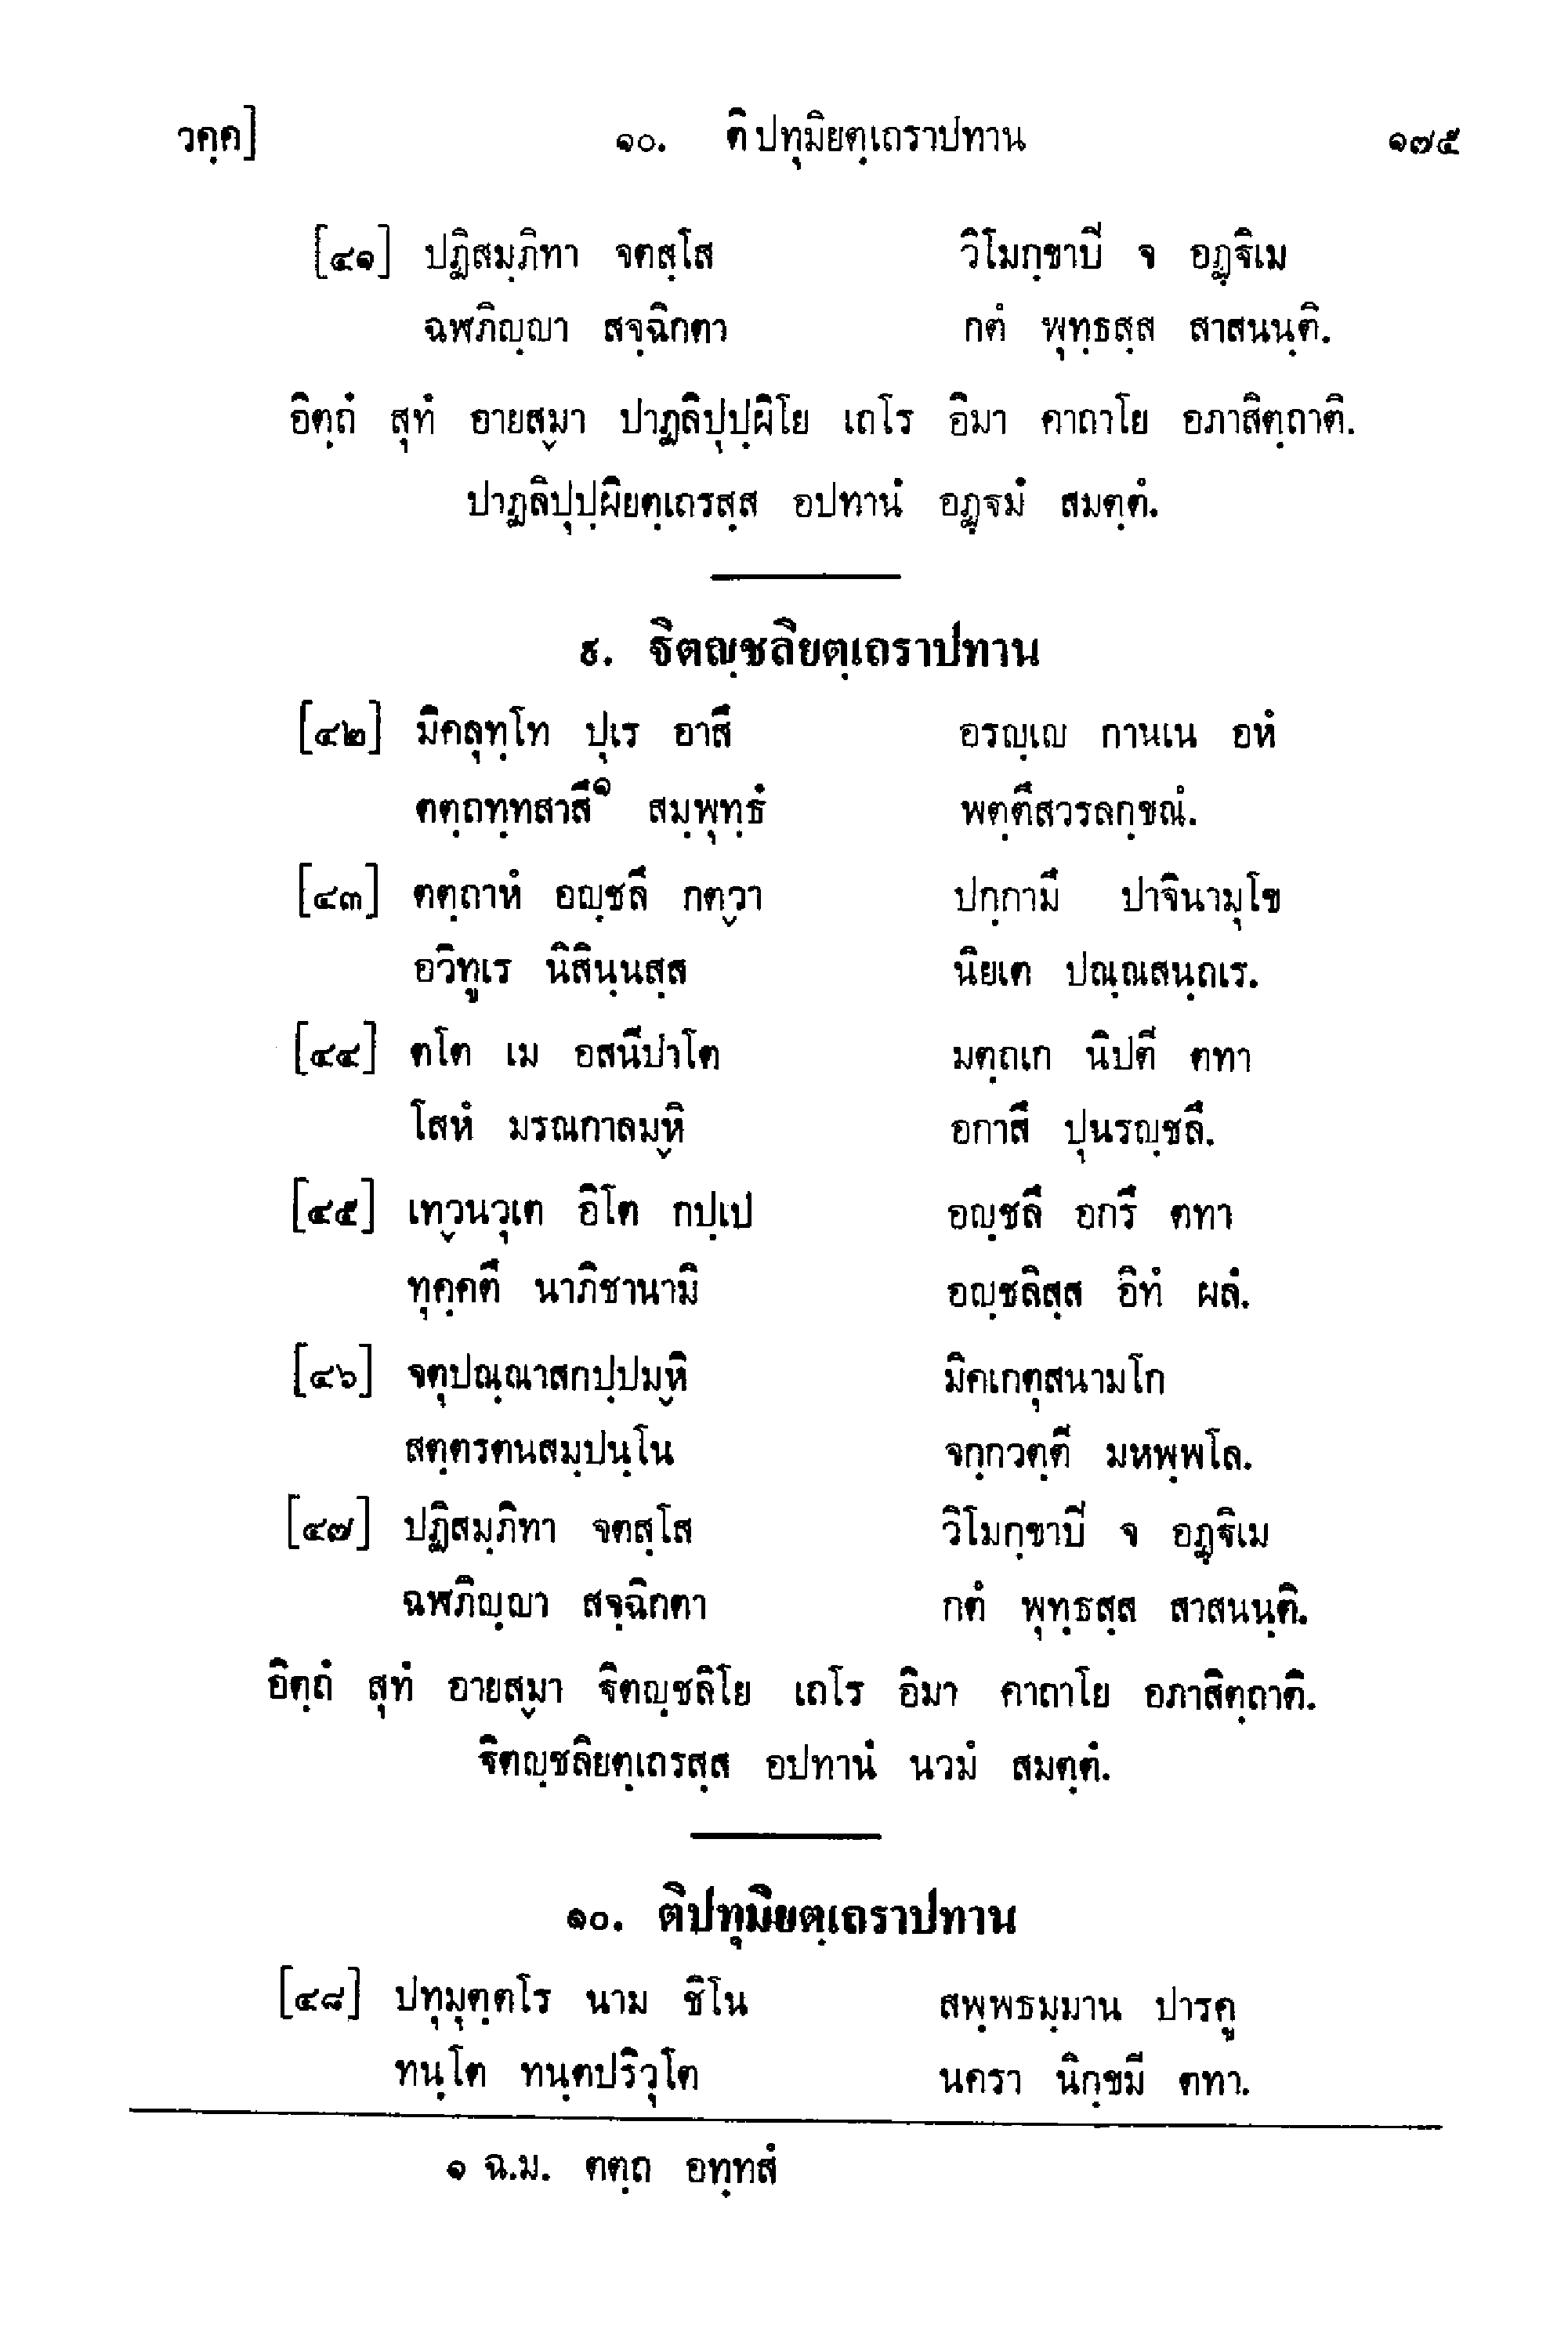 วคฺค] ๑๐. ติปทุมิยตฺเถราปทาน ๑๗๕
[๔๑] ปฏิสมฺภิทา จตสฺโส วิโมกฺขาปิ จ อฏฺฐิเม
ฉฬภิญฺญา สจฺฉิกตา กตํ พุทฺธสฺส สาสนนฺติ.
อิตฺถํ สุทํ อายสฺมา ปาฏลิปุปฺผิโย เถโร อิมา คาถาโย อภาสิตฺถาติ.
ปาฏลิปุปฺผิยตฺเถรสฺส อปทานํ อฏฺฐมํ สมตฺตํ.
๙. ฐิตญฺชลิยตฺเถราปทาน
[๔๒] มิคลุทฺโท ปุเร อาสึ อรญฺเญ กานเน อหํ
ตตฺถทฺทสาสึ๑ สมฺพุทฺธํ พตฺตึสวรลกฺขณํ.
[๔๓] ตตฺถาหํ อญฺชลึ กตฺวา ปกฺกามึ ปาจินามุโข
อวิทูเร นิสินฺนสฺส นิยเต ปณฺณสนฺถเร.
[๔๔] ตโต เม อสนีปาโต มตฺถเก นิปตี ตทา
โสหํ มรณกาลมฺหิ อกาสึ ปุนรญฺชลึ.
[๔๕] เทฺวนวุเต อิโต กปฺเป อญฺชลึ อกรึ ตทา
ทุคฺคตึ นาภิชานามิ อญฺชลิสฺส อิทํ ผลํ.
[๔๖] จตุปณฺณาสกปฺปมฺหิ มิคเกตุสนามโก
สตฺตรตนสมฺปนฺโน จกฺกวตฺตี มหพฺพโล.
[๔๗] ปฏิสมฺภิทา จตสฺโส วิโมกฺขาปิ จ อฏฺฐิเม
ฉฬภิญฺญา สจฺฉิกตา กตํ พุทฺธสฺส สาสนนฺติ.
อิตฺถํ สุทํ อายสฺมา ฐิตญฺชลิโย เถโร อิมา คาถาโย อภาสิตฺถาติ.
ฐิตญฺชลิยตฺเถรสฺส อปทานํ นวมํ สมตฺตํ.
๑๐. ติปทุมิยตฺเถราปทาน
[๔๘] ปทุมุตฺตโร นาม ชิโน สพฺพธมฺมาน ปารคู
ทนฺโต ทนฺตปริวุโต นครา นิกฺขมี ตทา.
๑ ฉ.ม. ตตฺถ อทฺทสํ